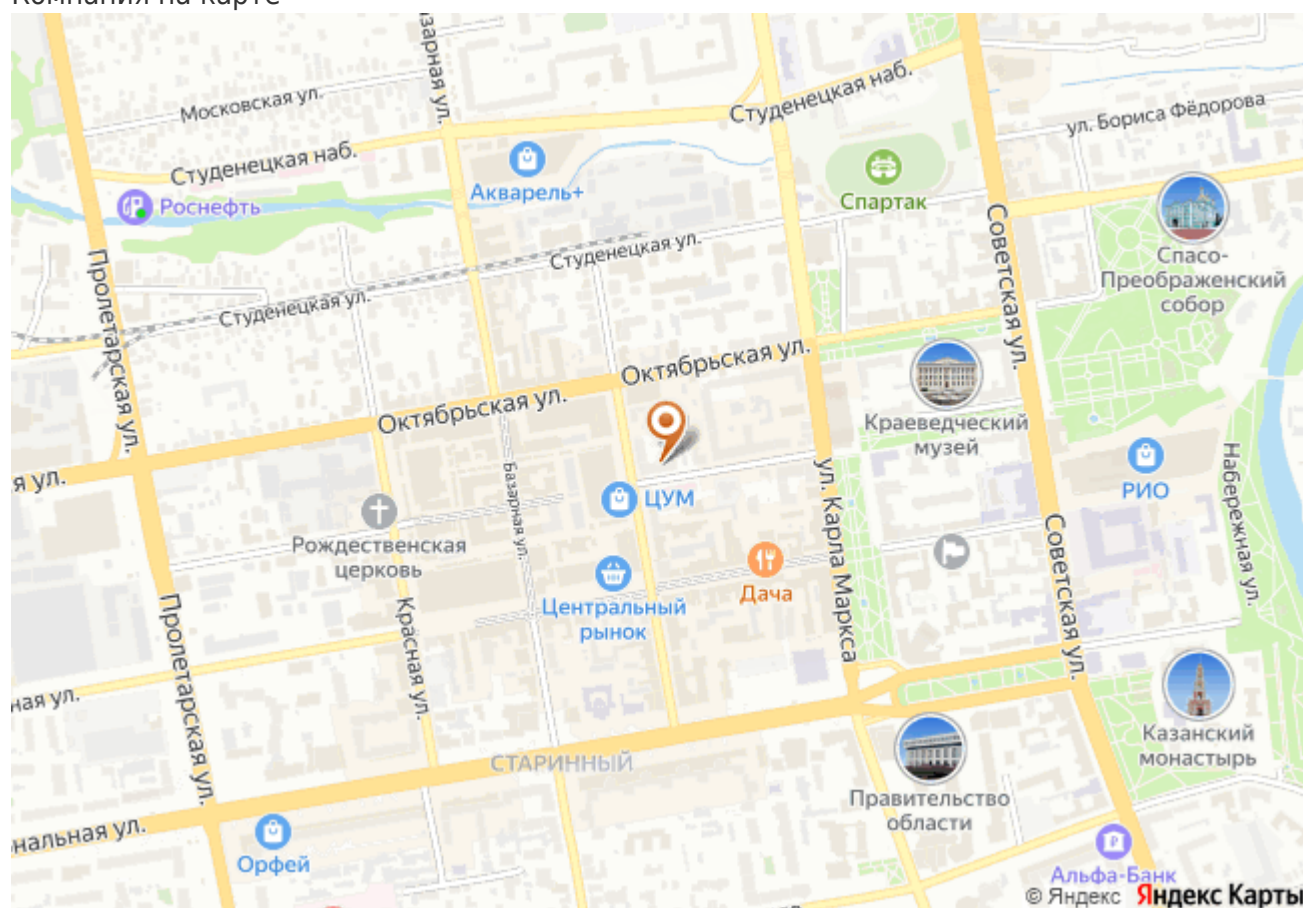 Компания на карте
зарная ул.
Московская ул.
Студенецкая наб.
Студенецкая наб.
ул. Бориса Фёдорова
Акварель+
Роснефть
Спартак
Спасо-
Преображенский
собор
Студенецкая ул.
Студенецкая ул.
Пролетарская ул.
Советская ул.
Октябрьская ул.
Октябрьская ул.
Краеведческий
музей
я ул.
Базарная ул.
ЦУМ
ул. Карла Маркса
РИО
Набережная ул.
Рождественская
церковь
Центральный
рынок
Дача
Советская ул.
Пролетарская ул.
Красная ул.
ная ул.
Казанский
монастырь
СТАРИННЫЙ
Правительство
области
нальная ул.
Орфей
Альфа-Банк
© Яндекс Яндекс Карты